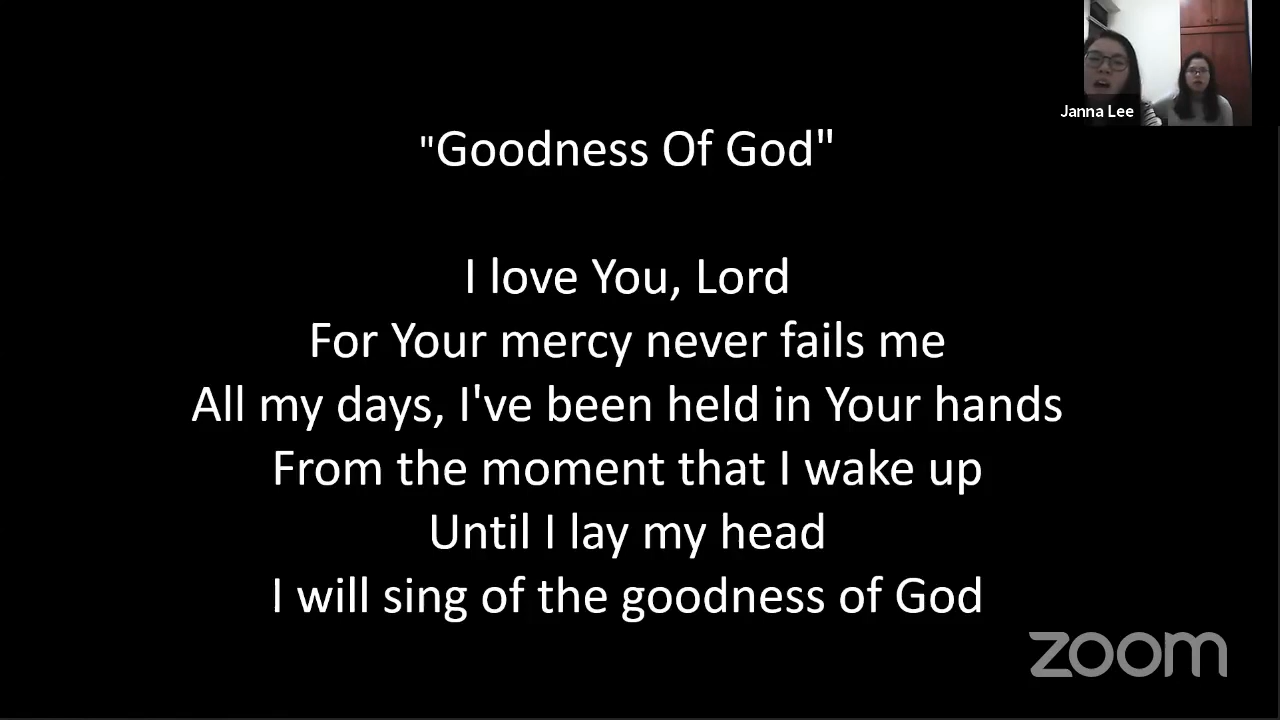 Janna Lee
"Goodness Of God"
I love You, Lord
For Your mercy never fails me
All my days, I've been held in Your hands
From the moment that I wake up
Until I lay my head
I will sing of the goodness of God
zoom